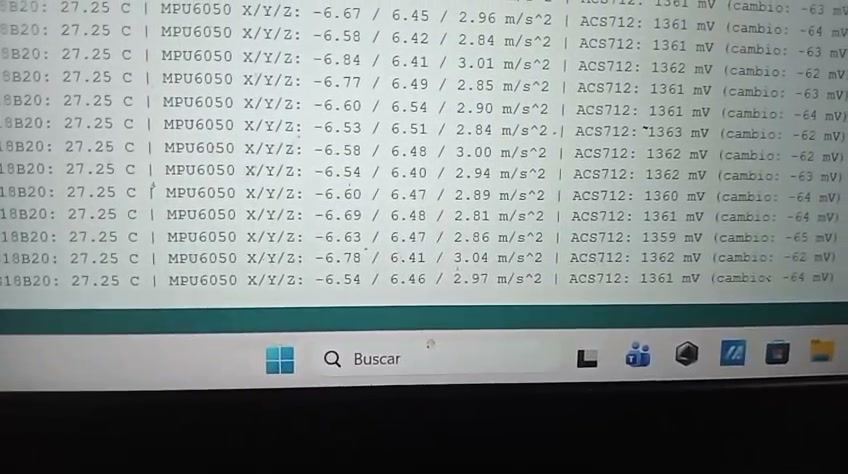 8B20: 27.25 C | MPU6050 X/Y/Z: -6.67 / 6.45 / 2.96 m/s^2 | ACS712: 1361 mV (cambio: -63 mV
8B20: 27.25 C | MPU6050 X/Y/Z: -6.58 / 6.42 / 2.84 m/s^2 | ACS712: 1361 mV (cambio: -64 mV)
8B20: 27.25 C | MPU6050 X/Y/Z: -6.84 / 6.41 / 3.01 m/s^2 | ACS712: 1361 mV (cambio: -63 mV)
8B20: 27.25 C | MPU6050 X/Y/Z: -6.77 / 6.49 / 2.85 m/s^2 | ACS712: 1362 mV (cambio: -62 mV)
8B20: 27.25 C | MPU6050 X/Y/Z: -6.60 / 6.54 / 2.90 m/s^2 | ACS712: 1361 mV (cambio: -63 mV)
18B20: 27.25 C | MPU6050 X/Y/Z: -6.53 / 6.51 / 2.84 m/s^2 | ACS712: 1361 mV (cambio: -64 mV)
18B20: 27.25 C | MPU6050 X/Y/Z: -6.58 / 6.48 / 3.00 m/s^2 | ACS712: 1363 mV (cambio: -62 mV)
18B20: 27.25 C | MPU6050 X/Y/Z: -6.54 / 6.40 / 2.94 m/s^2 | ACS712: 1362 mV (cambio: -62 mV)
18B20: 27.25 C | MPU6050 X/Y/Z: -6.60 / 6.47 / 2.89 m/s^2 | ACS712: 1362 mV (cambio: -63 mV)
18B20: 27.25 C | MPU6050 X/Y/Z: -6.69 / 6.48 / 2.81 m/s^2 | ACS712: 1360 mV (cambio: -64 mV)
18B20: 27.25 C | MPU6050 X/Y/Z: -6.63 / 6.47 / 2.86 m/s^2 | ACS712: 1361 mV (cambio: -64 mV)
18B20: 27.25 C | MPU6050 X/Y/Z: -6.78 / 6.41 / 3.04 m/s^2 | ACS712: 1359 mV (cambio: -65 mV)
S18B20: 27.25 C | MPU6050 X/Y/Z: -6.54 / 6.46 / 2.97 m/s^2 | ACS712: 1362 mV (cambio: -62 mV)
ACS712: 1361 mV (cambio: -64 mV)
Buscar